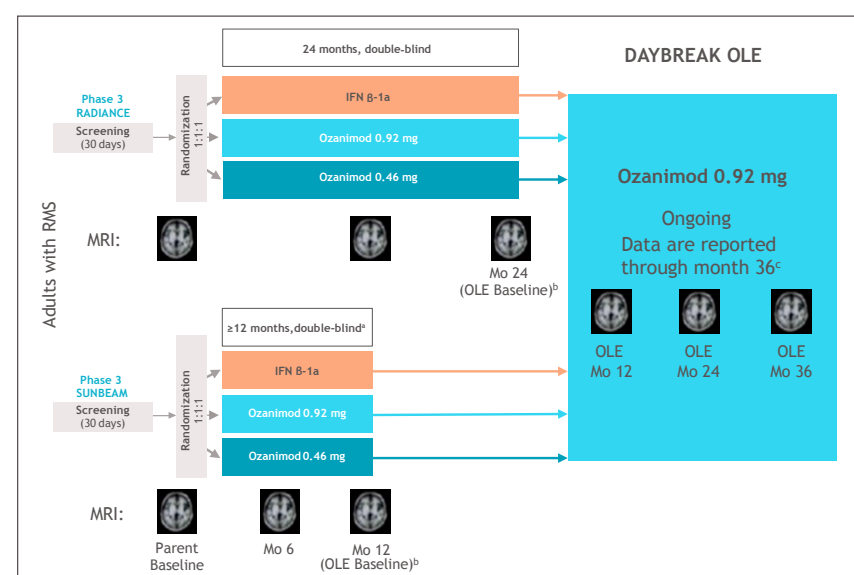 24 months, double-blind
DAYBREAK OLE
Phase 3
RADIANCE
Screening
(30 days)
Randomization
1:1:1
IFN β-1a
Ozanimod 0.92 mg
Ozanimod 0.46 mg
Ozanimod 0.92 mg
Ongoing
Data are reported
through month 36ᶜ
Adults with RMS
MRI:
Mo 24
(OLE Baseline)ᵇ
OLE
Mo 12
OLE
Mo 24
OLE
Mo 36
≥12 months,double-blindᵃ
Phase 3
SUNBEAM
Screening
(30 days)
Randomization
1:1:1
IFN β-1a
Ozanimod 0.92 mg
Ozanimod 0.46 mg
MRI:
Parent
Baseline
Mo 6
Mo 12
(OLE Baseline)ᵇ